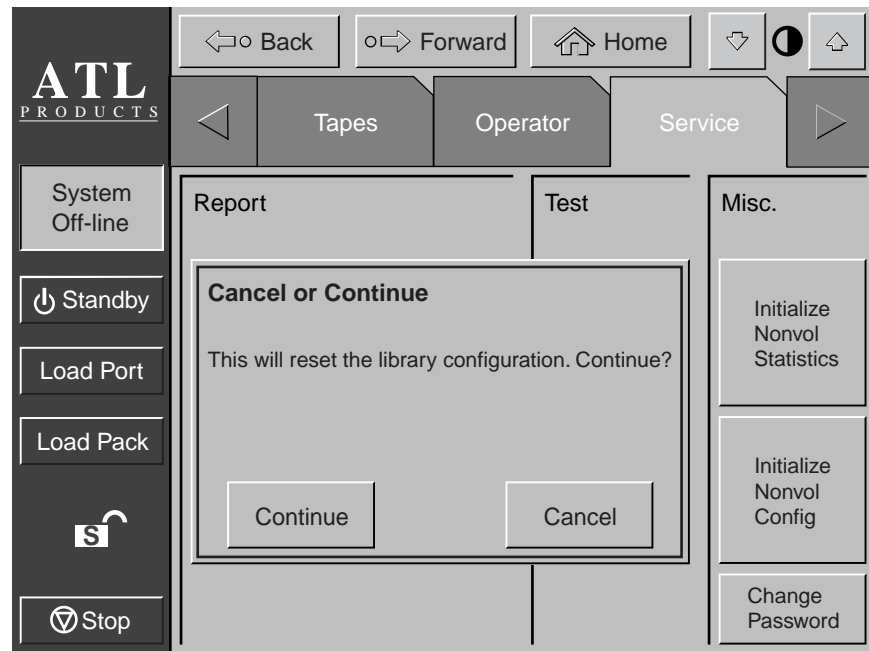 Back
Forward
Home
ATL
PRODUCTS
Tapes
Operator
Service
System
Off-line
Standby
Load Port
Load Pack
S
Stop
Report
Test
Misc.
Cancel or Continue
This will reset the library configuration. Continue?
Continue
Cancel
Initialize
Nonvol
Statistics
Initialize
Nonvol
Config
Change
Password